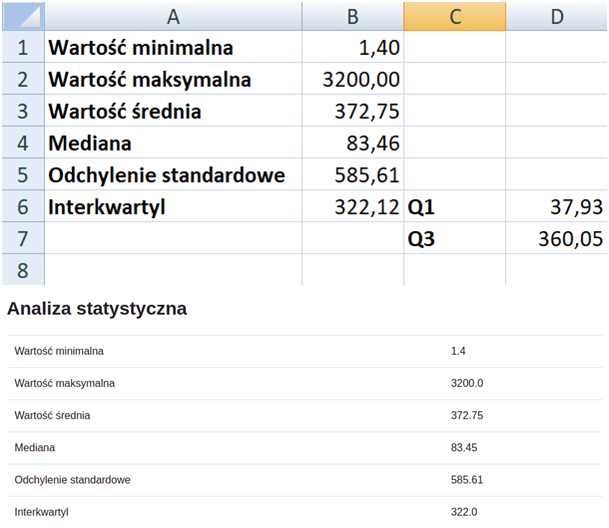 A B C D
1 Wartość minimalna 1,40
2 Wartość maksymalna 3200,00
3 Wartość średnia 372,75
4 Mediana 83,46
5 Odchylenie standardowe 585,61
6 Interkwartyl 322,12 Q1 37,93
7 Q3 360,05
8
Analiza statystyczna
Wartość minimalna 1.4
Wartość maksymalna 3200.0
Wartość średnia 372.75
Mediana 83.45
Odchylenie standardowe 585.61
Interkwartyl 322.0